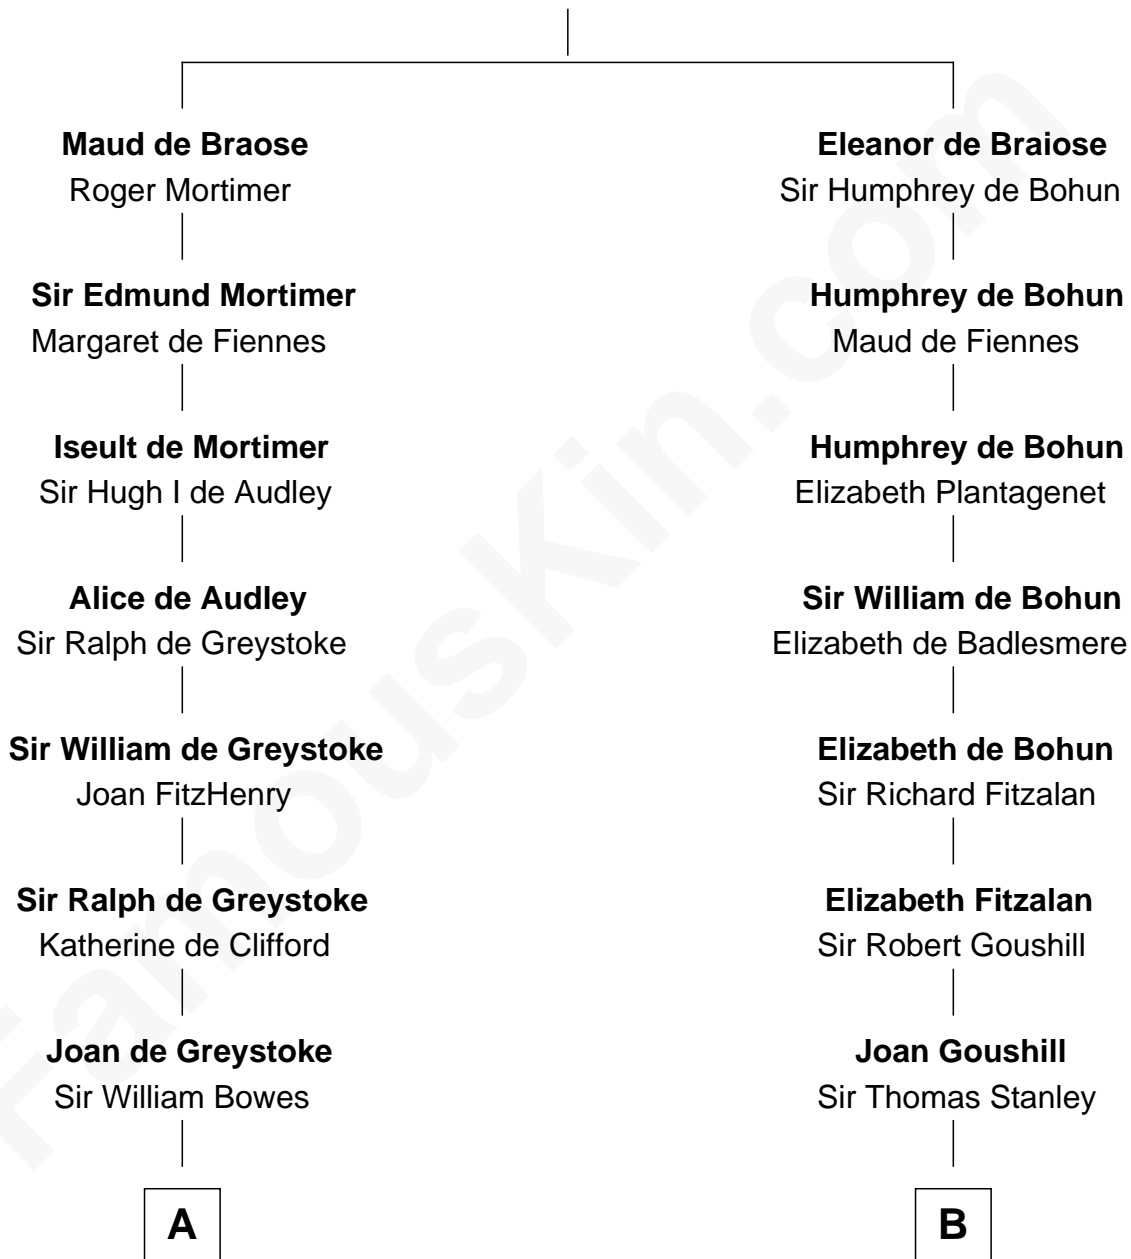 Maud de Braose
Roger Mortimer
Sir Edmund Mortimer
Margaret de Fiennes
Iseult de Mortimer
Sir Hugh I de Audley
Alice de Audley
Sir Ralph de Greystoke
Sir William de Greystoke
Joan FitzHenry
Sir Ralph de Greystoke
Katherine de Clifford
Joan de Greystoke
Sir William Bowes
A
Eleanor de Braiose
Sir Humphrey de Bohun
Humphrey de Bohun
Maud de Fiennes
Humphrey de Bohun
Elizabeth Plantagenet
Sir William de Bohun
Elizabeth de Badlesmere
Elizabeth de Bohun
Sir Richard Fitzalan
Elizabeth Fitzalan
Sir Robert Goushill
Joan Goushill
Sir Thomas Stanley
B
FamousKin.com